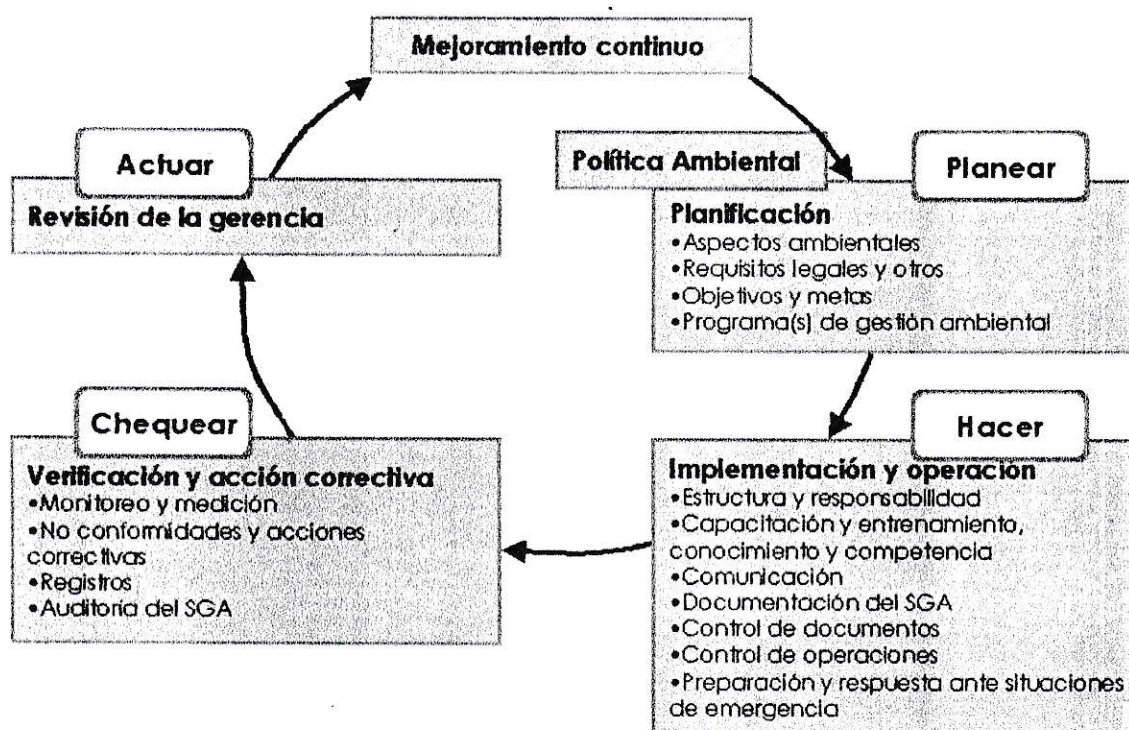 Mejoramiento continuo
Actuar
Revisión de la gerencia
Política Ambiental
Planear
Planificación
•Aspectos ambientales
•Requisitos legales y otros
•Objetivos y metas
•Programa(s) de gestión ambiental
Hacer
Implementación y operación
•Estructura y responsabilidad
•Capacitación y entrenamiento,
conocimiento y competencia
•Comunicación
•Documentación del SGA
•Control de documentos
•Control de operaciones
•Preparación y respuesta ante situaciones
de emergencia
Chequear
Verificación y acción correctiva
•Monitoreo y medición
•No conformidades y acciones
correctivas
•Registros
•Auditoría del SGA